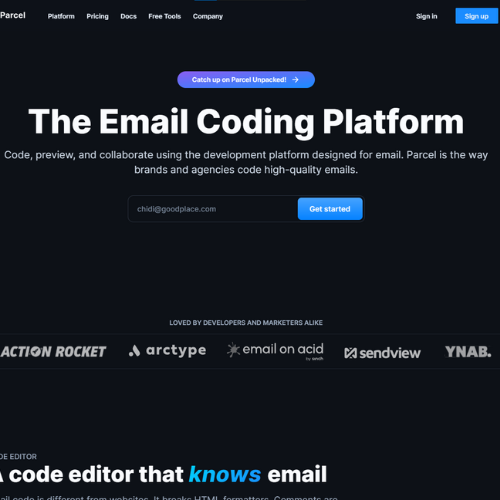 Parcel Platform Pricing Docs Free Tools Company Sign in Sign up
Catch up on Parcel Unpacked! →
The Email Coding Platform
Code, preview, and collaborate using the development platform designed for email. Parcel is the way
brands and agencies code high-quality emails.
chidi@goodplace.com Get started
LOVED BY DEVELOPERS AND MARKETERS ALIKE
ACTION ROCKET arctype email on acid sendview YNAB.
by sinch
DE EDITOR
A code editor that knows email
ail code is different from websites. It breaks HTML formatters. Comments are